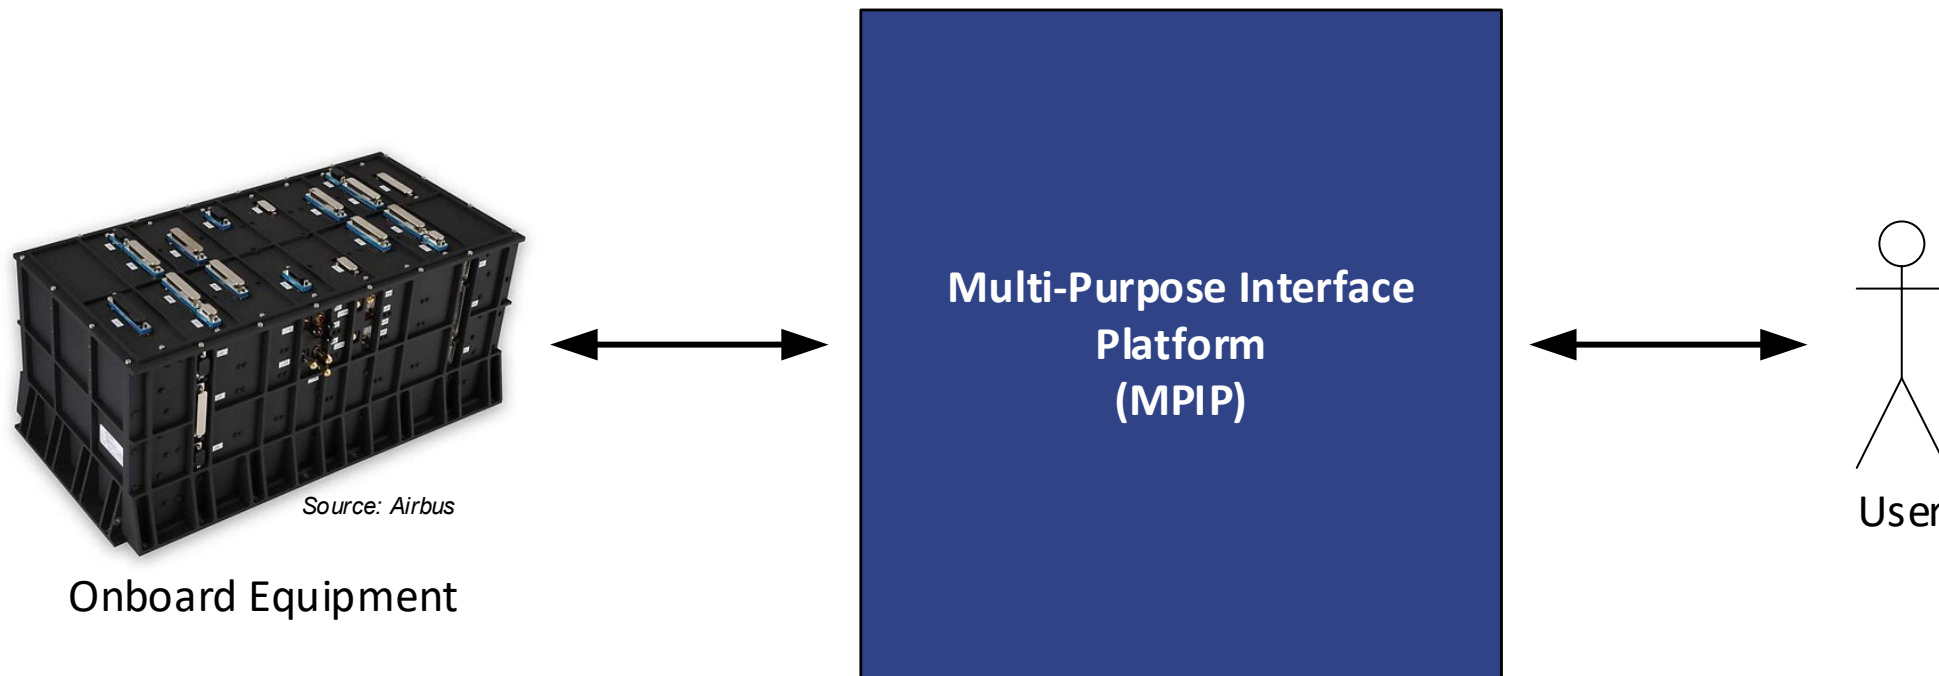 Multi-Purpose Interface
Platform
(MPIP)
Source: Airbus
User
Onboard Equipment